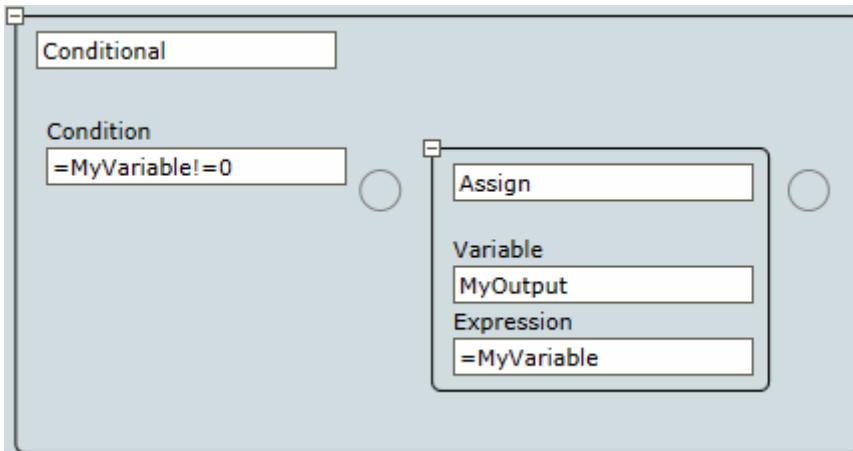 Conditional
Condition
=MyVariable!=0
Assign
Variable
MyOutput
Expression
=MyVariable